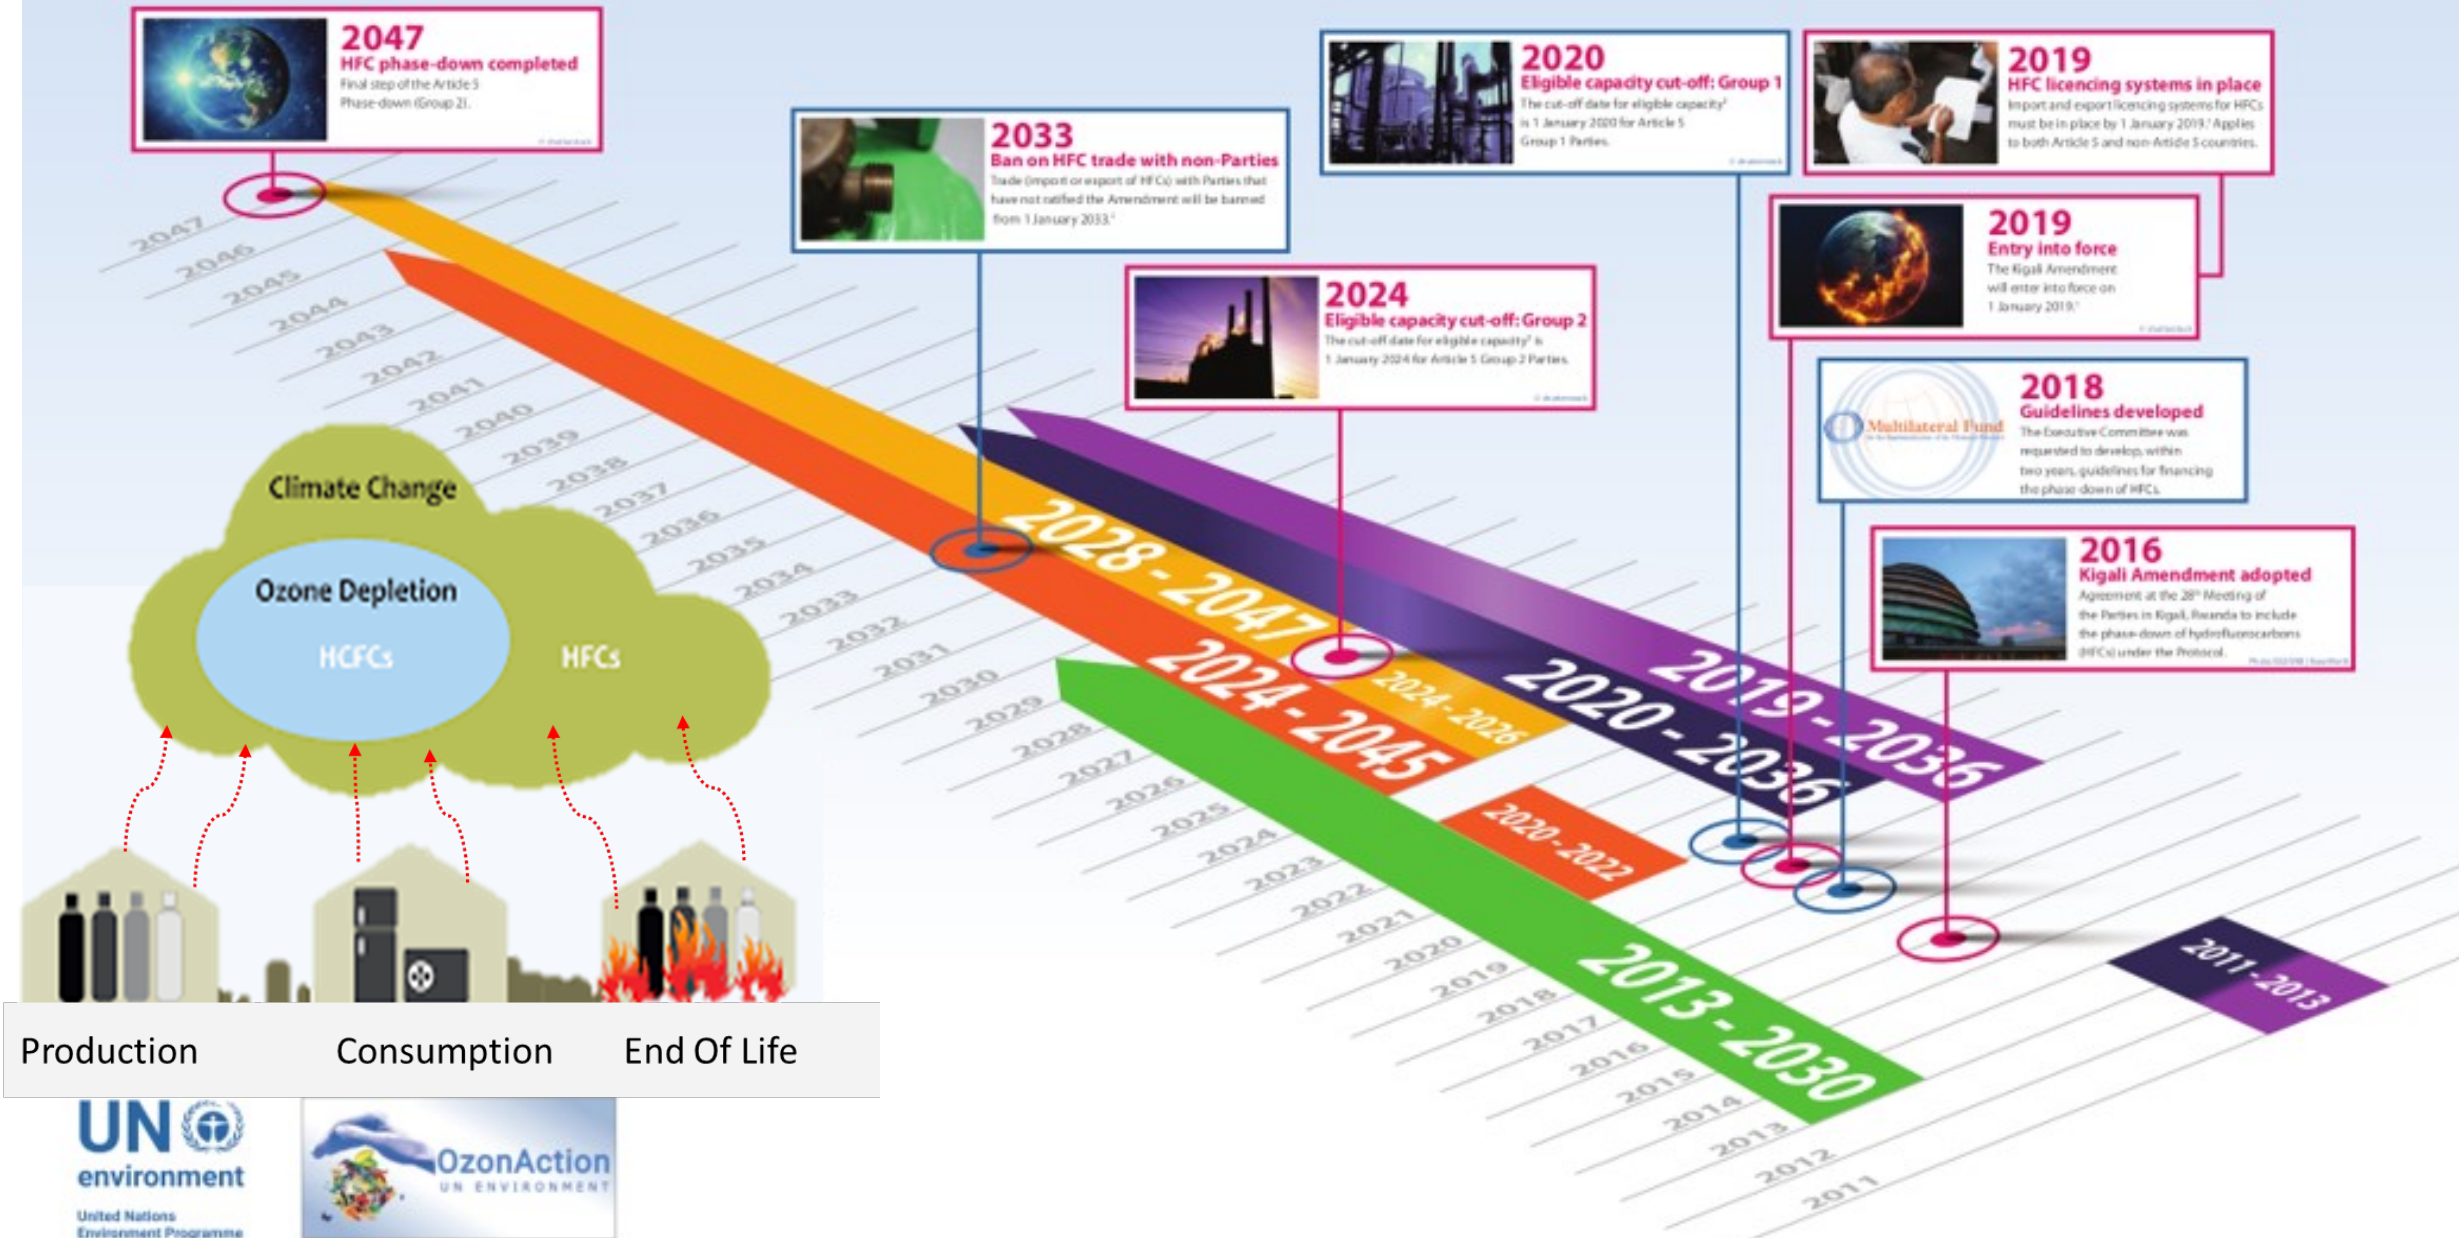 2047
HFC phase-down completed
Final step of the Article 5
Phase-down (Group 2).
© shutterstock
2033
Ban on HFC trade with non-Parties
Trade (import or export of HFCs) with Parties that
have not ratified the Amendment will be banned
from 1 January 2033.
2024
Eligible capacity cut-off: Group 2
The cut-off date for eligible capacity is
1 January 2024 for Article 5 Group 2 Parties.
© shutterstock
2020
Eligible capacity cut-off: Group 1
The cut-off date for eligible capacity
is 1 January 2020 for Article 5
Group 1 Parties.
© shutterstock
2019
HFC licencing systems in place
Import and export licencing systems for HFCs
must be in place by 1 January 2019. Applies
to both Article 5 and non-Article 5 countries.
2019
Entry into force
The Kigali Amendment
will enter into force on
1 January 2019.
© shutterstock
Multilateral Fund
2018
Guidelines developed
The Executive Committee was
requested to develop, within
two years, guidelines for financing
the phase-down of HFCs.
2016
Kigali Amendment adopted
Agreement at the 28th Meeting of
the Parties in Kigali, Rwanda to include
the phase-down of hydrofluorocarbons
(HFCs) under the Protocol.
2047
2046
2045
2044
2043
2042
2041
2040
2039
2038
2037
2036
2035
2034
2033
2032
2031
2030
2029
2028
2027
2026
2025
2024
2023
2022
2021
2020
2019
2018
2017
2016
2015
2014
2013
2012
2011
2028 - 2047
2024 - 2026
2024 - 2045
2020 - 2022
2020 - 2036
2019 - 2036
2013 - 2030
2011 - 2013
Climate Change
Ozone Depletion
HCFCs
HFCs
Production
Consumption
End Of Life
UN
environment
United Nations
Environment Programme
OzonAction
UN ENVIRONMENT